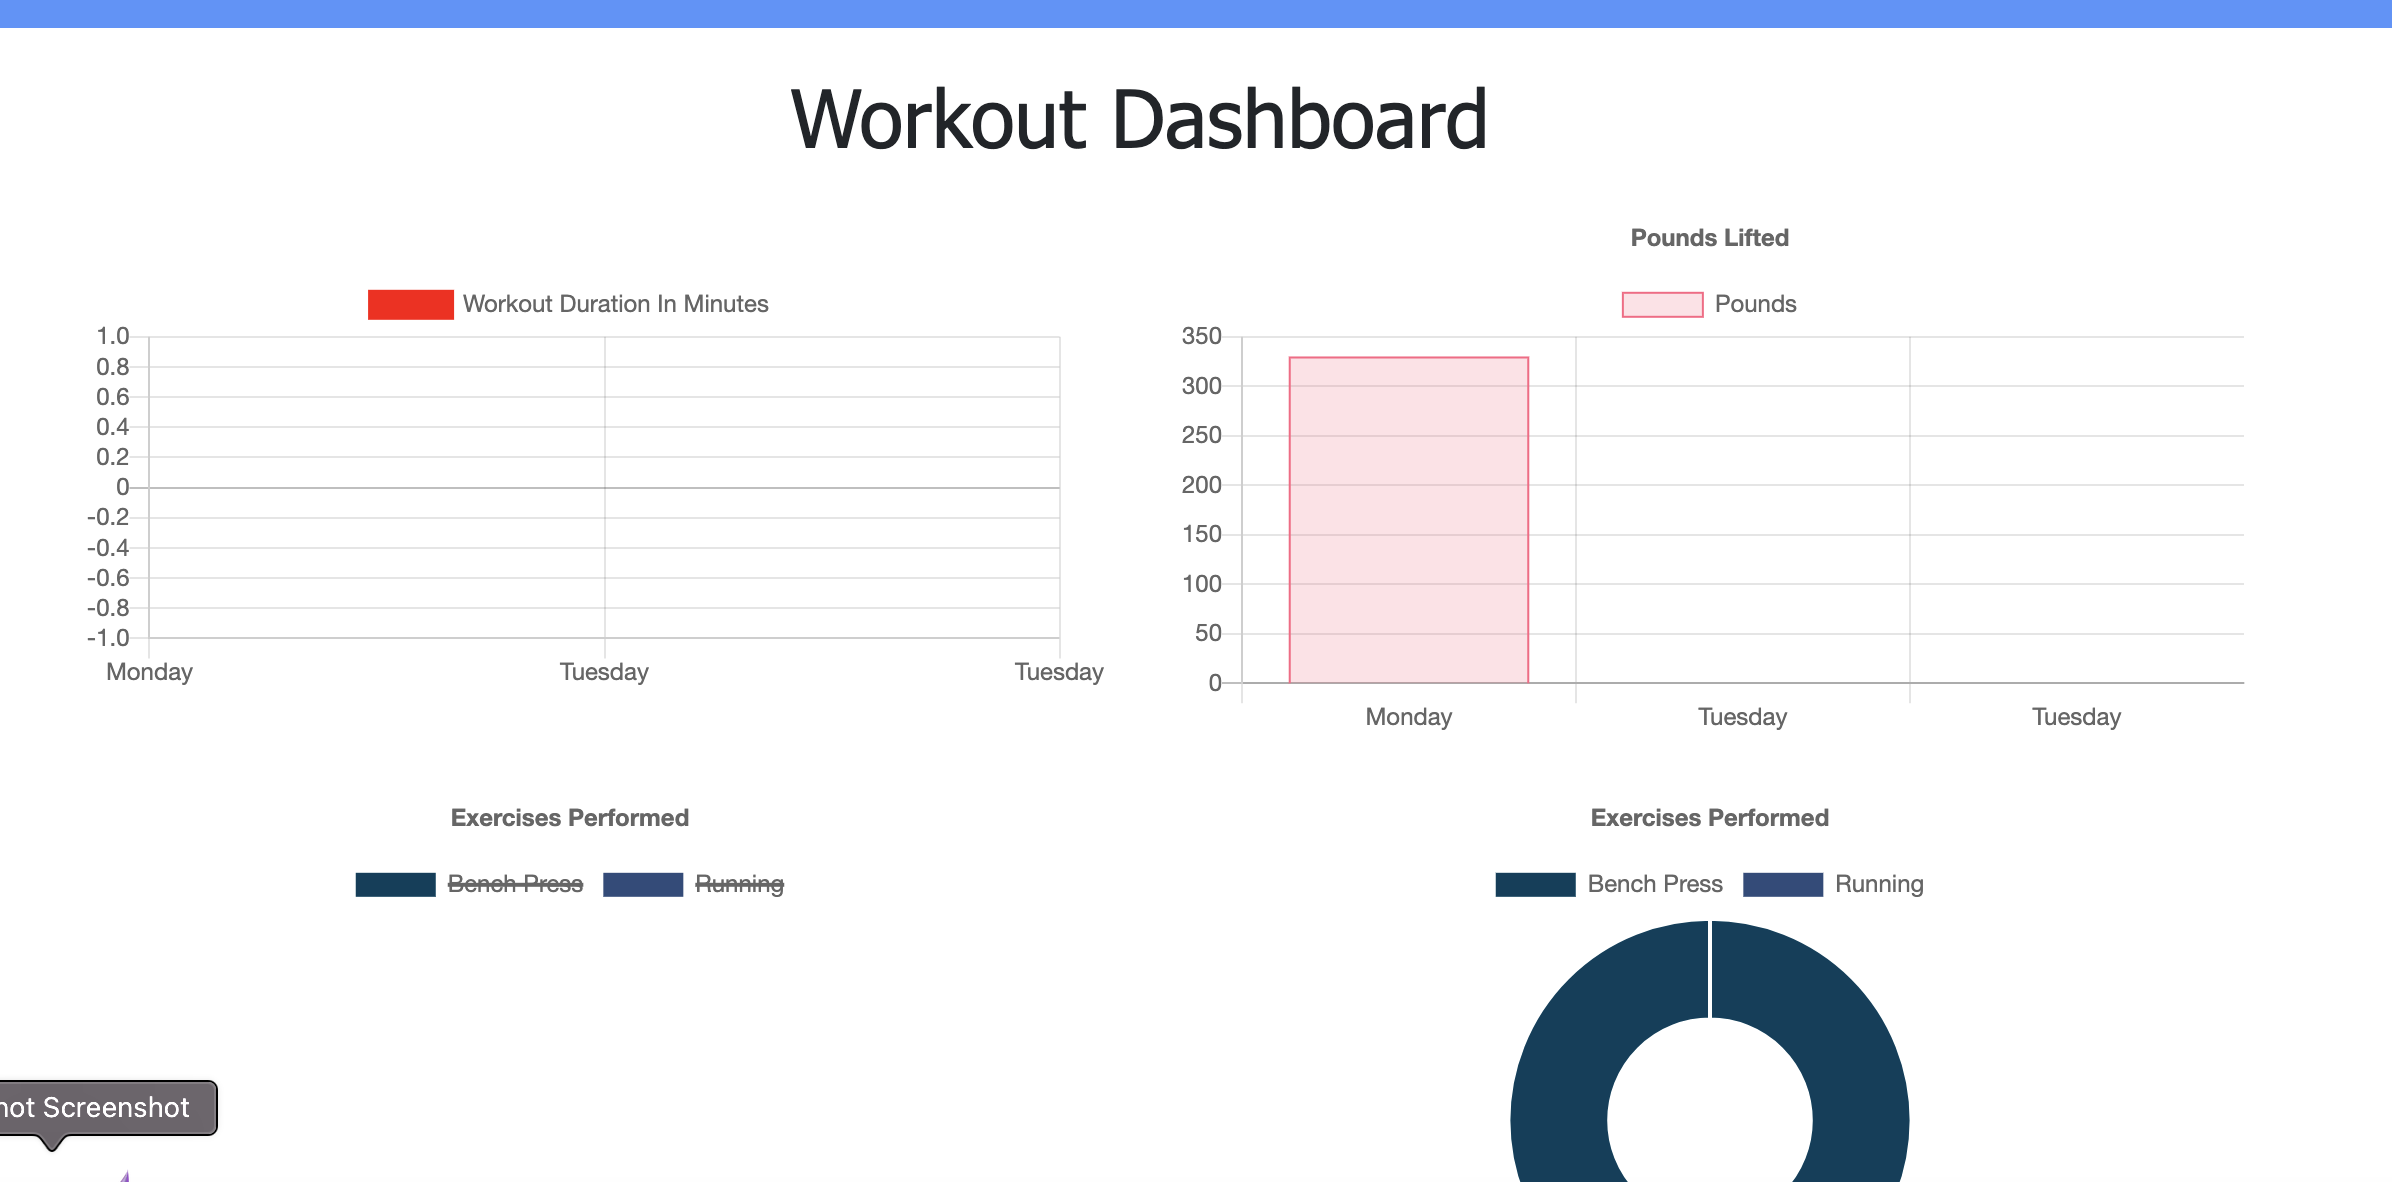 Workout Dashboard
Workout Duration In Minutes
1.0
0.8
0.6
0.4
0.2
0
-0.2
-0.4
-0.6
-0.8
-1.0
Monday Tuesday Tuesday
Pounds Lifted
Pounds
350
300
250
200
150
100
50
0
Monday Tuesday Tuesday
Exercises Performed
Bench Press Running
Exercises Performed
Bench Press Running
Screenshot